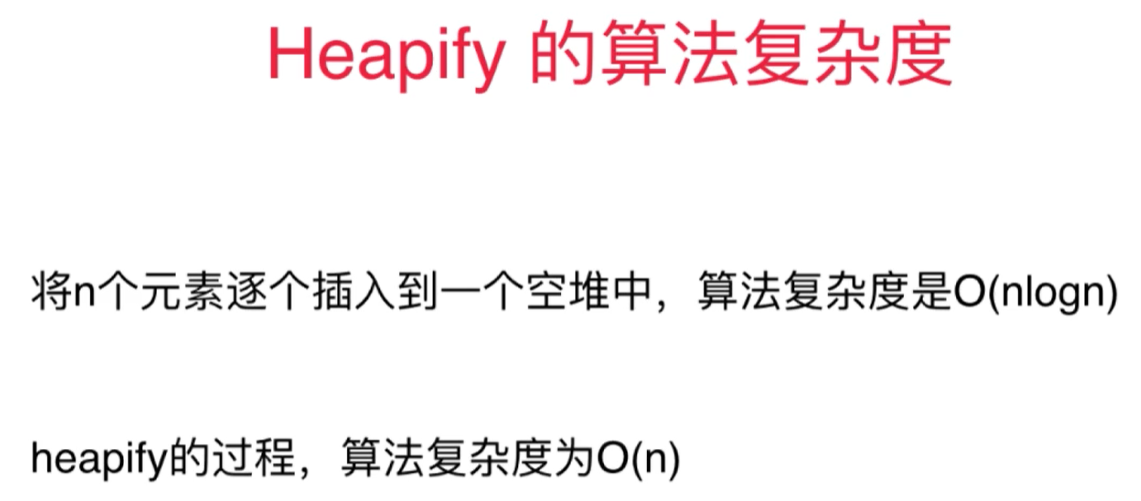 Heapify 的算法复杂度
将n个元素逐个插入到一个空堆中，算法复杂度是O(nlogn)
heapify的过程，算法复杂度为O(n)